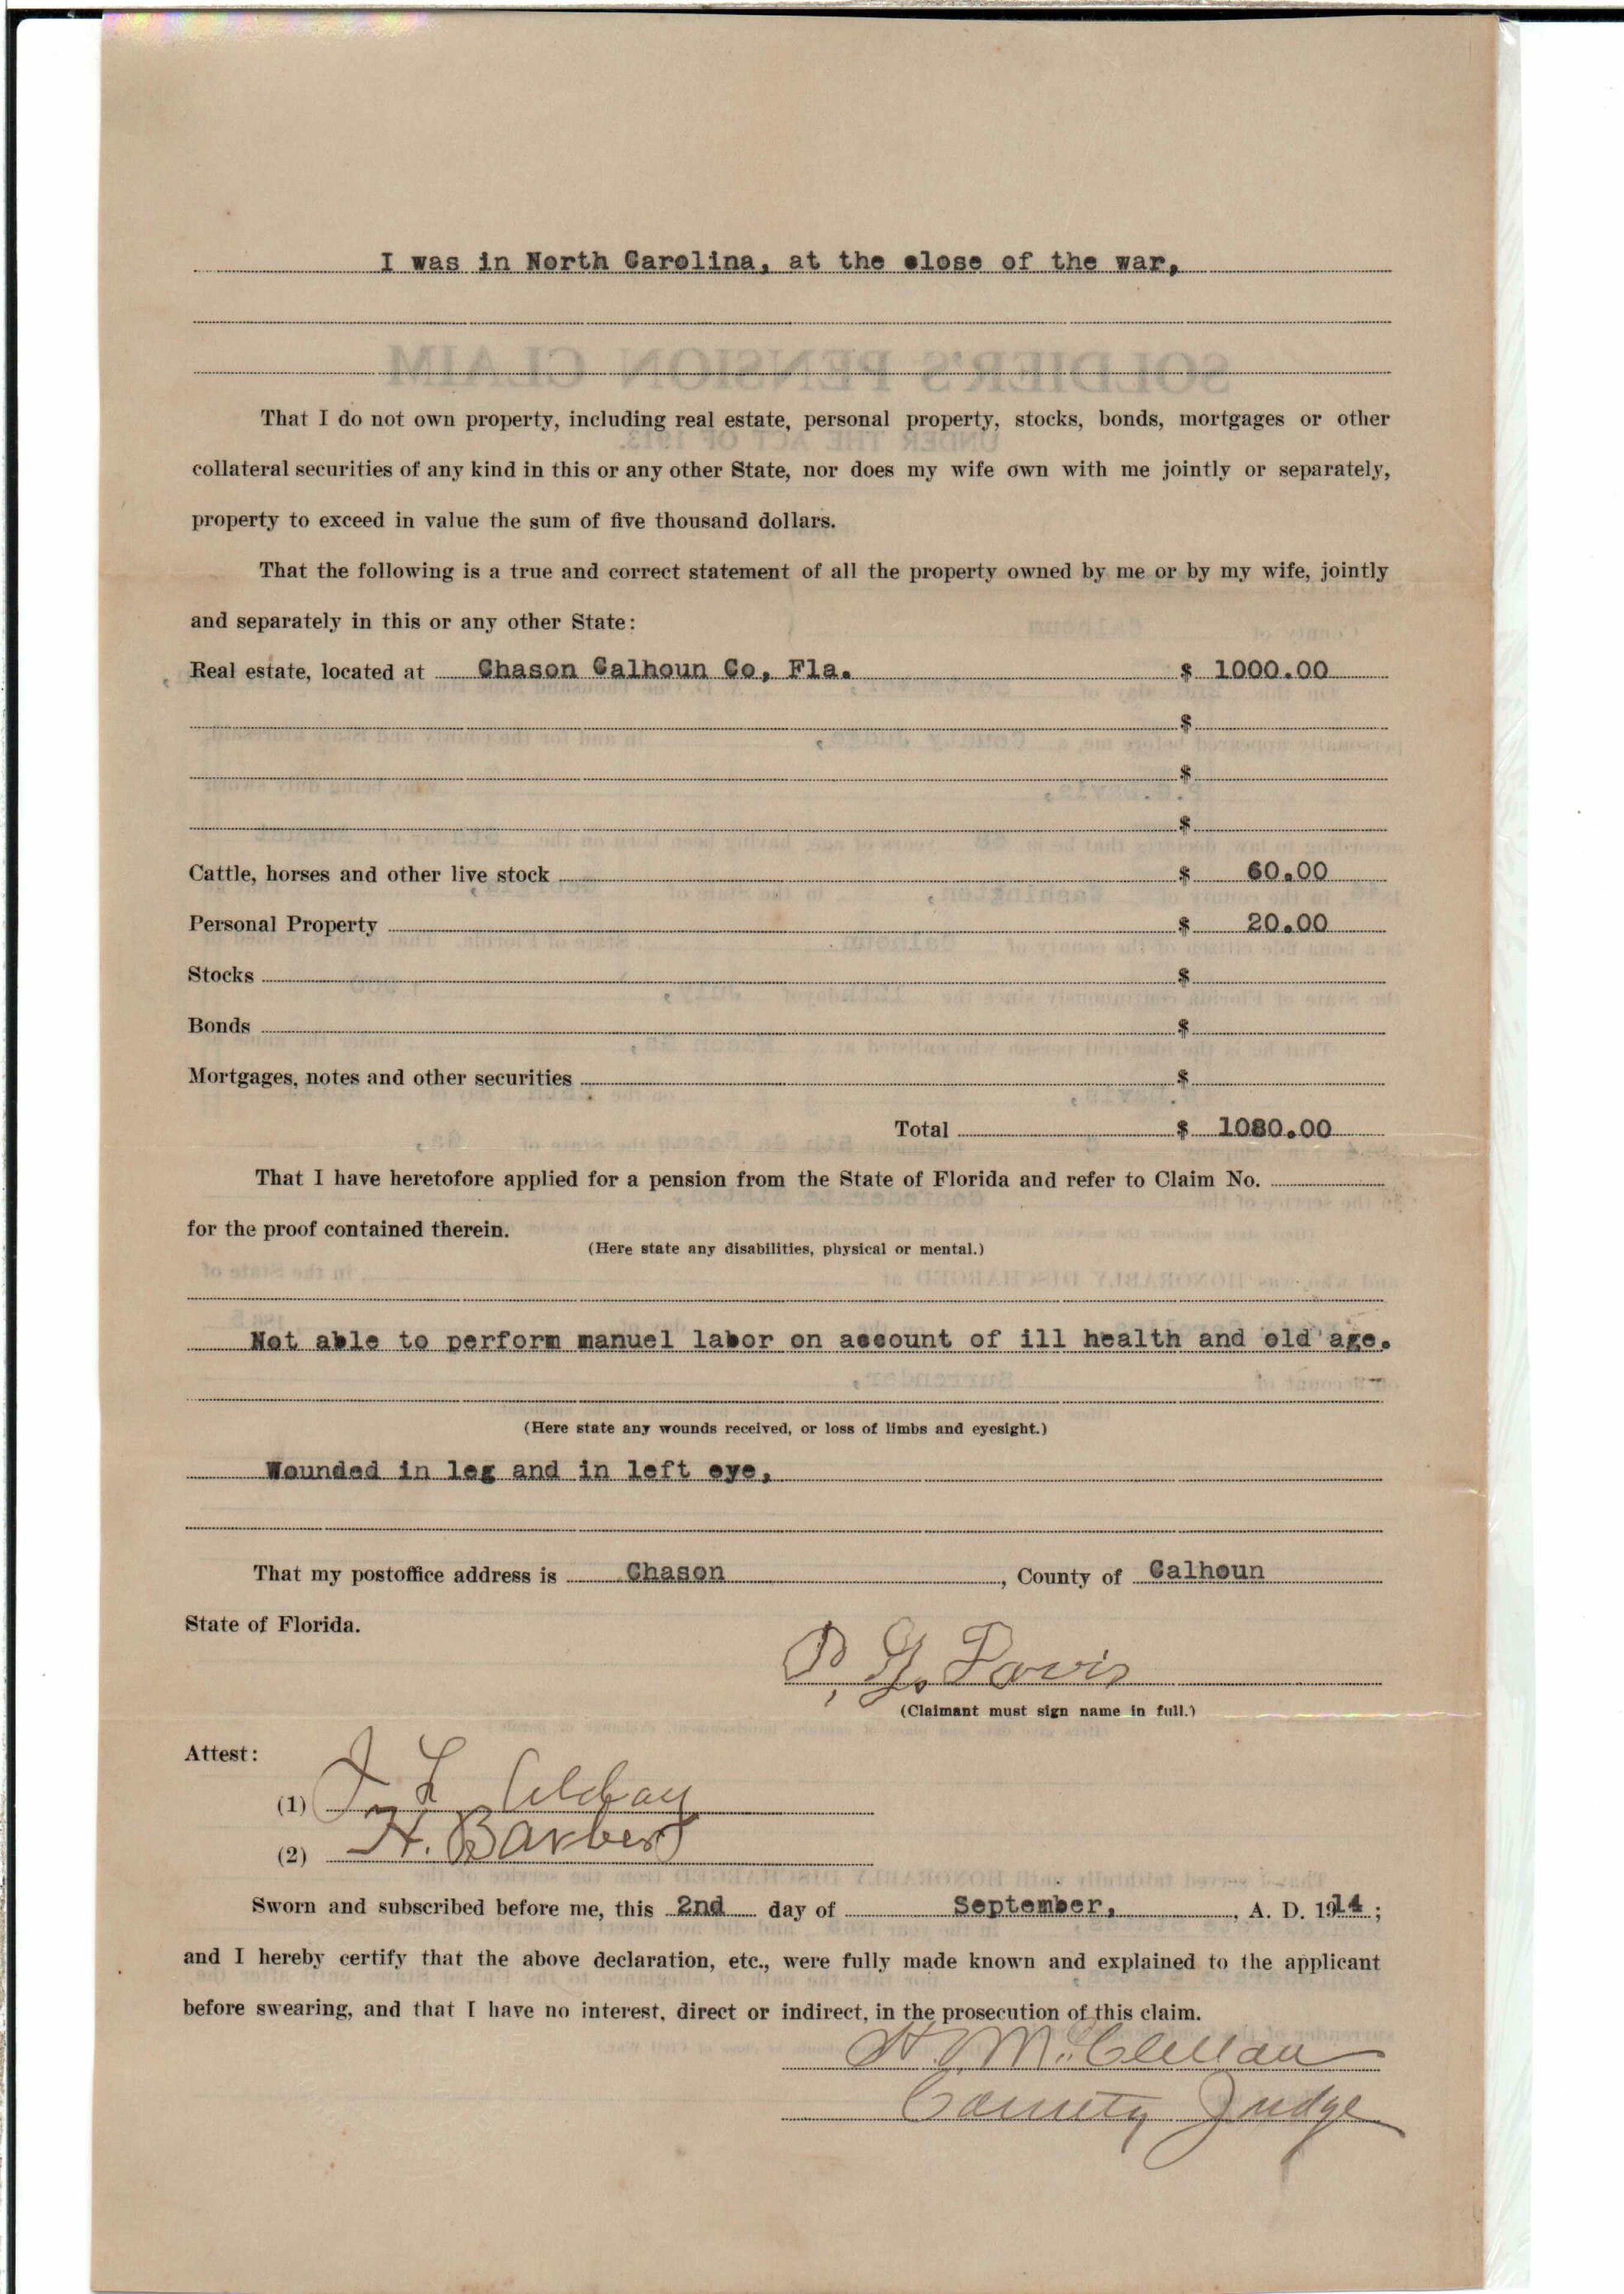 I was in North Carolina, at the close of the war,
SOLDIER'S PENSION CLAIM
UNDER THE ACT OF 1913.
That I do not own property, including real estate, personal property, stocks, bonds, mortgages or other
collateral securities of any kind in this or any other State, nor does my wife own with me jointly or separately,
property to exceed in value the sum of five thousand dollars.
That the following is a true and correct statement of all the property owned by me or by my wife, jointly
and separately in this or any other State:
Real estate, located at Chason Calhoun Co, Fla. $ 1000.00
$
$
$
Cattle, horses and other live stock $ 60.00
Personal Property $ 20.00
Stocks $
Bonds $
Mortgages, notes and other securities $
Total $ 1080.00
That I have heretofore applied for a pension from the State of Florida and refer to Claim No.
for the proof contained therein.
(Here state any disabilities, physical or mental.)
Not able to perform manuel labor on account of ill health and old age.
(Here state any wounds received, or loss of limbs and eyesight.)
Wounded in leg and in left eye,
That my postoffice address is Chason, County of Calhoun
State of Florida.
P. G. Davis
(Claimant must sign name in full.)
Attest:
(1) J L
(2) H. Barber
Sworn and subscribed before me, this 2nd day of September, , A. D. 1914;
and I hereby certify that the above declaration, etc., were fully made known and explained to the applicant
before swearing, and that I have no interest, direct or indirect, in the prosecution of this claim.
McClellan
County Judge